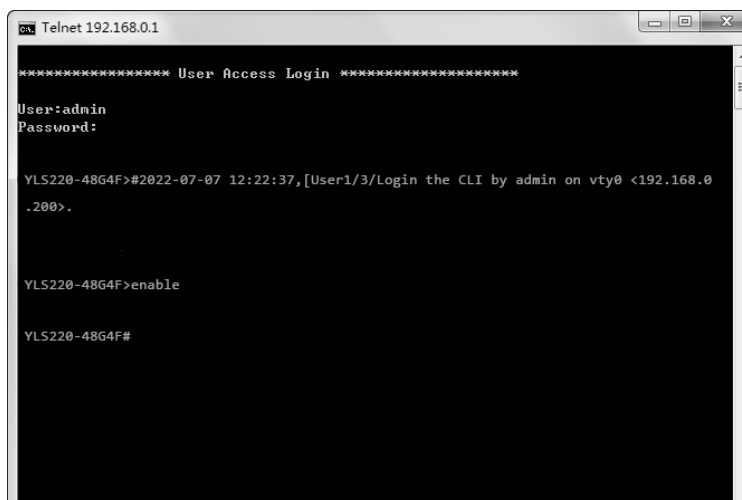 Telnet 192.168.0.1
***************** User Access Login ********************
User:admin
Password:
YLS220-48G4F>#2022-07-07 12:22:37,[User1/3/Login the CLI by admin on vty0 <192.168.0
.200>.
YLS220-48G4F>enable
YLS220-48G4F#